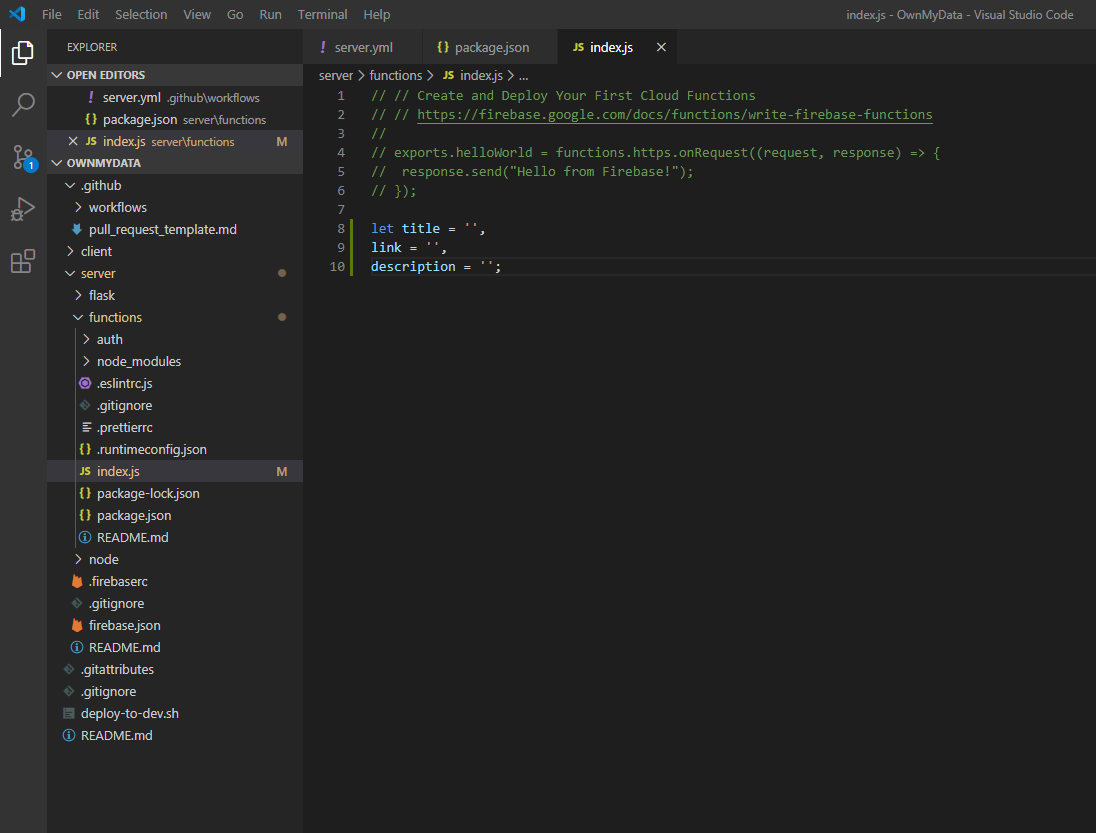 File Edit Selection View Go Run Terminal Help index.js - OwnMyData - Visual Studio Code
EXPLORER
OPEN EDITORS
! server.yml .github\workflows
{} package.json server\functions
JS index.js server\functions M
1
OWNMYDATA
.github
workflows
pull_request_template.md
client
server
flask
functions
auth
node_modules
.eslintrc.js
.gitignore
.prettierrc
{} .runtimeconfig.json
JS index.js M
{} package-lock.json
{} package.json
README.md
node
.firebaserc
.gitignore
firebase.json
README.md
.gitattributes
.gitignore
deploy-to-dev.sh
README.md
! server.yml {} package.json JS index.js
server > functions > JS index.js > ...
1 // // Create and Deploy Your First Cloud Functions
2 // // https://firebase.google.com/docs/functions/write-firebase-functions
3 //
4 // exports.helloWorld = functions.https.onRequest((request, response) => {
5 //  response.send("Hello from Firebase!");
6 // });
7
8 let title = '',
9 link = '',
10 description = '';